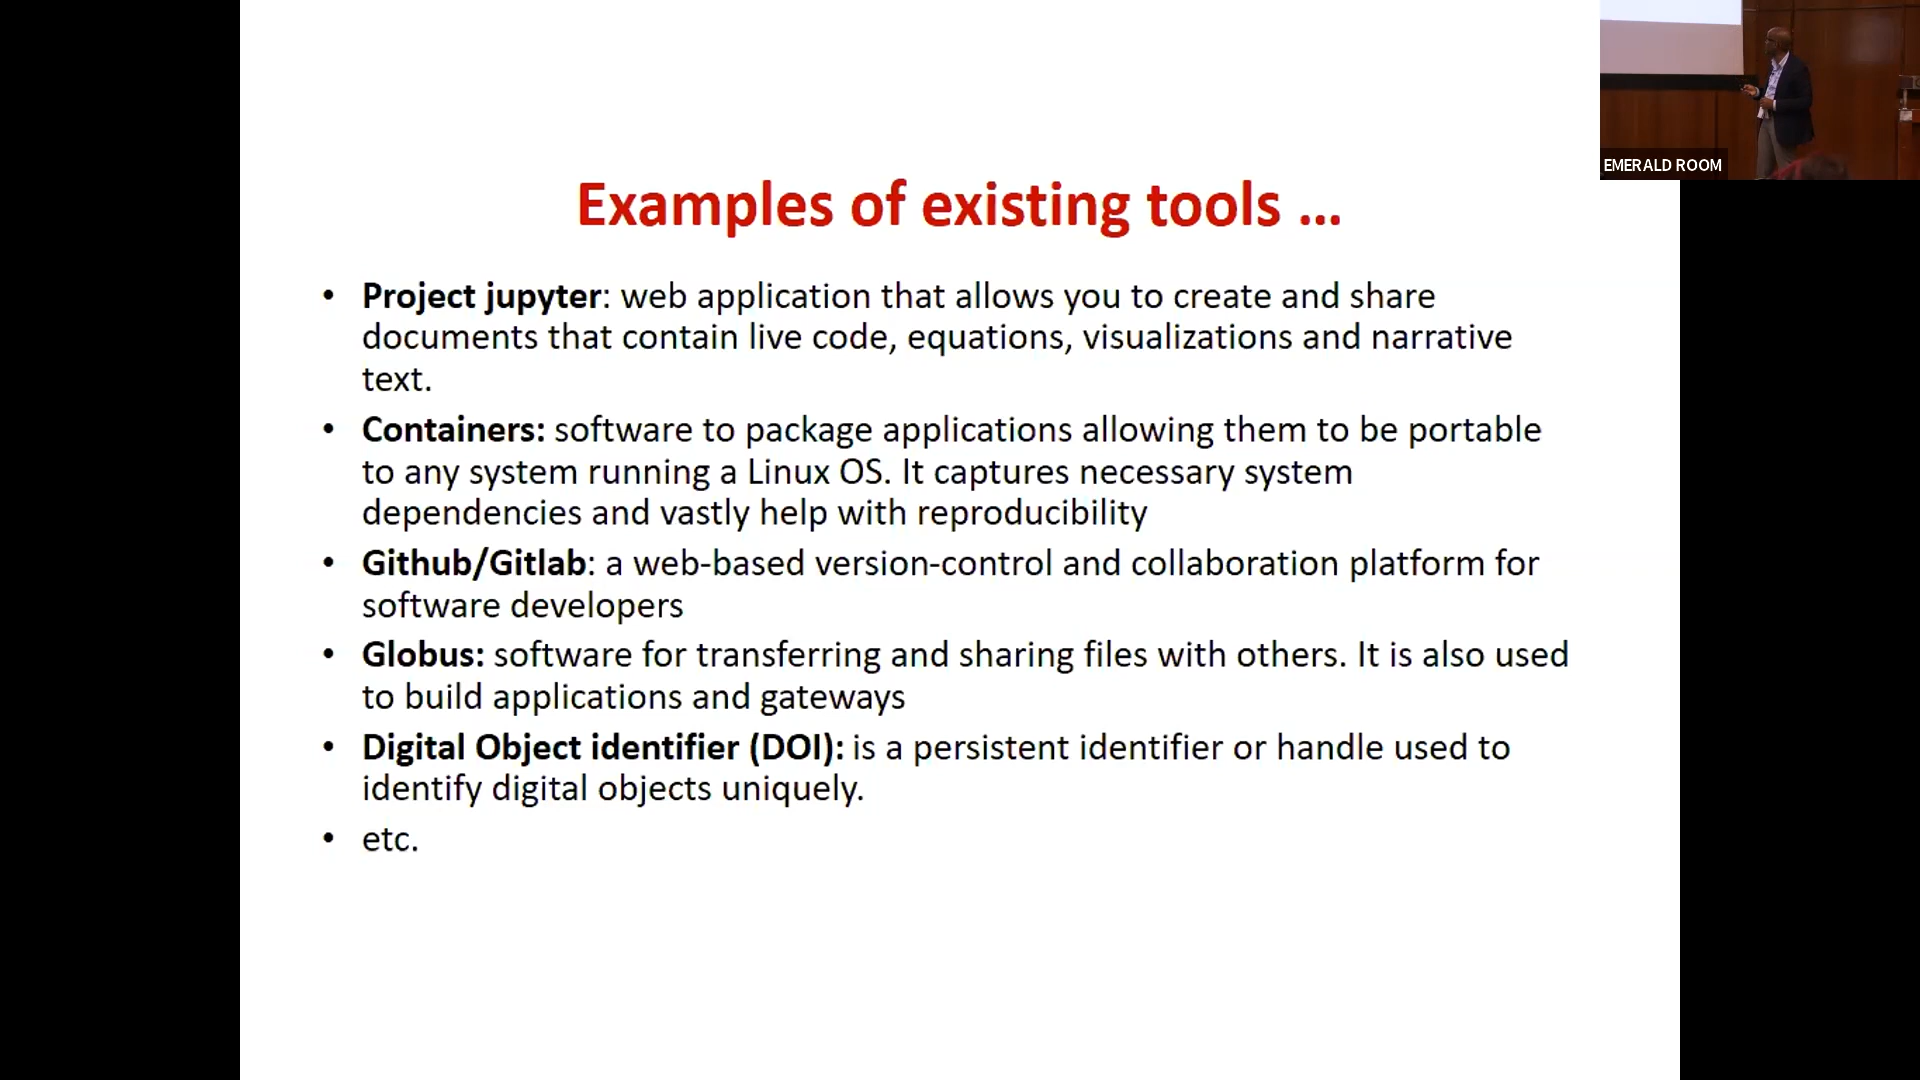 EMERALD ROOM
Examples of existing tools ...
• Project jupyter: web application that allows you to create and share
documents that contain live code, equations, visualizations and narrative
text.
• Containers: software to package applications allowing them to be portable
to any system running a Linux OS. It captures necessary system
dependencies and vastly help with reproducibility
• Github/Gitlab: a web-based version-control and collaboration platform for
software developers
• Globus: software for transferring and sharing files with others. It is also used
to build applications and gateways
• Digital Object identifier (DOI): is a persistent identifier or handle used to
identify digital objects uniquely.
• etc.